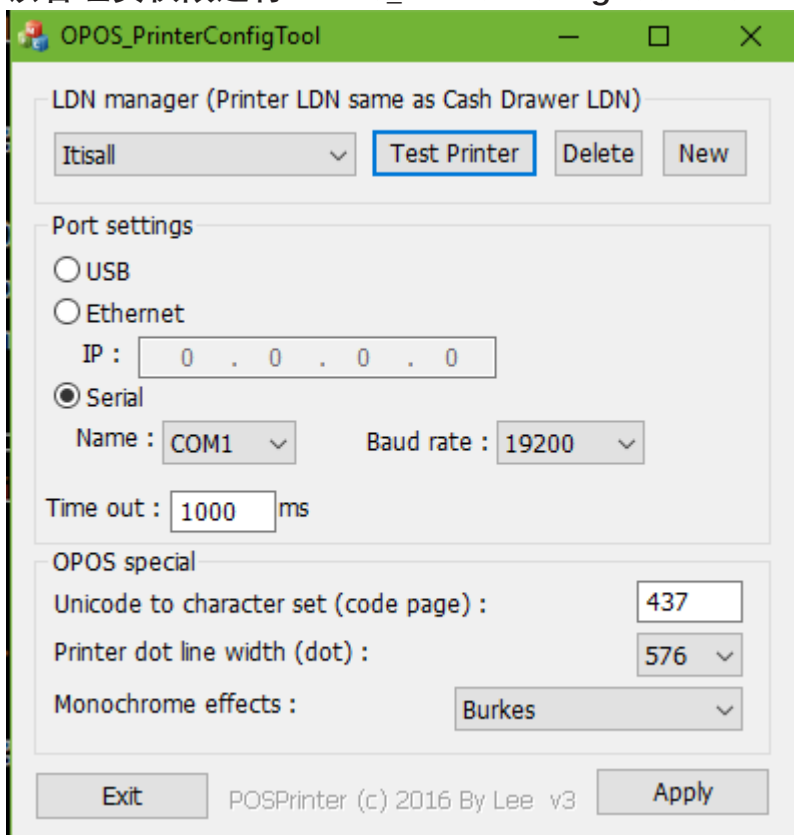 OPOS_PrinterConfigTool
LDN manager (Printer LDN same as Cash Drawer LDN)
Itisall Test Printer Delete New
Port settings
USB
Ethernet
IP : 0 . 0 . 0 . 0
Serial
Name : COM1 Baud rate : 19200
Time out : 1000 ms
OPOS special
Unicode to character set (code page) : 437
Printer dot line width (dot) : 576
Monochrome effects : Burkes
Exit POSPrinter (c) 2016 By Lee v3 Apply